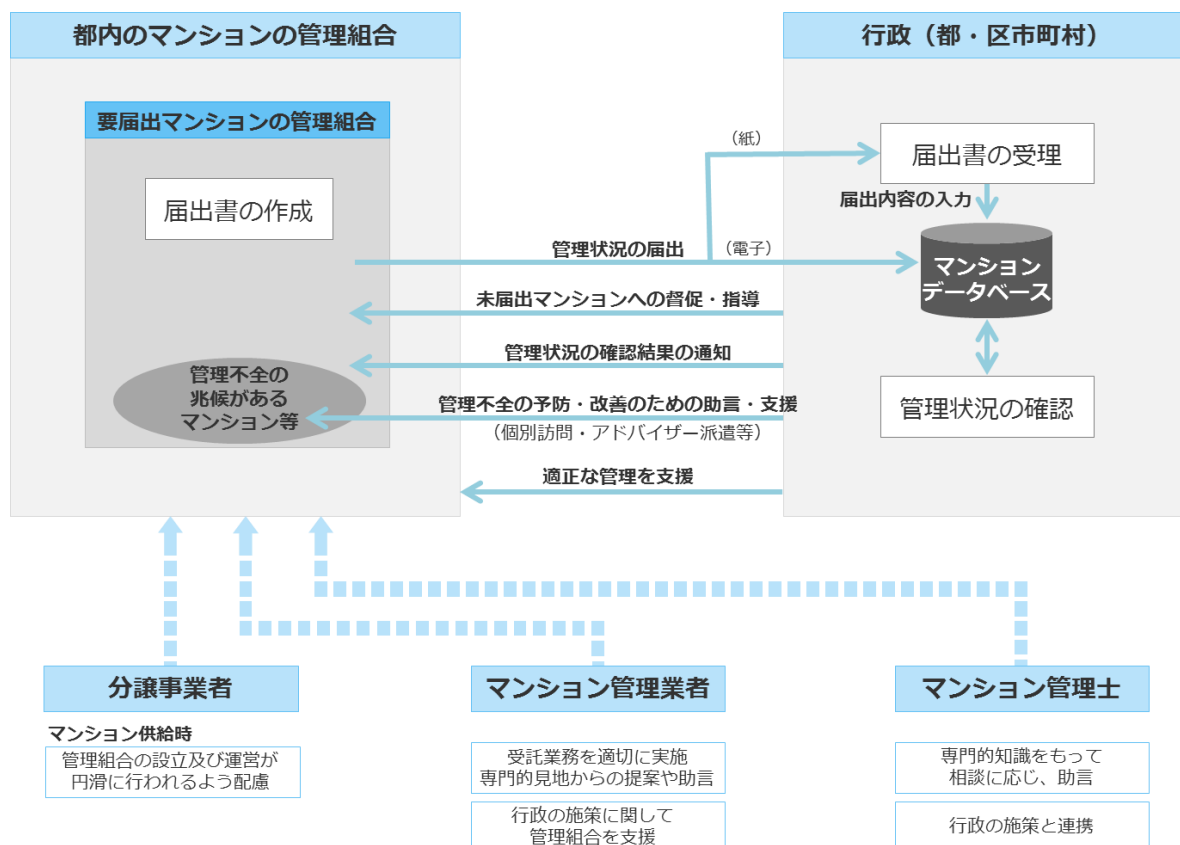 都内のマンションの管理組合
行政（都・区市町村）
要届出マンションの管理組合
届出書の作成
（紙）
届出書の受理
届出内容の入力
管理状況の届出
（電子）
マンション
データベース
未届出マンションへの督促・指導
管理状況の確認結果の通知
管理不全の
兆候がある
マンション等
管理不全の予防・改善のための助言・支援
（個別訪問・アドバイザー派遣等）
管理状況の確認
適正な管理を支援
分譲事業者
マンション供給時
管理組合の設立及び運営が
円滑に行われるよう配慮
マンション管理業者
受託業務を適切に実施
専門的見地からの提案や助言
行政の施策に関して
管理組合を支援
マンション管理士
専門的知識をもって
相談に応じ、助言
行政の施策と連携